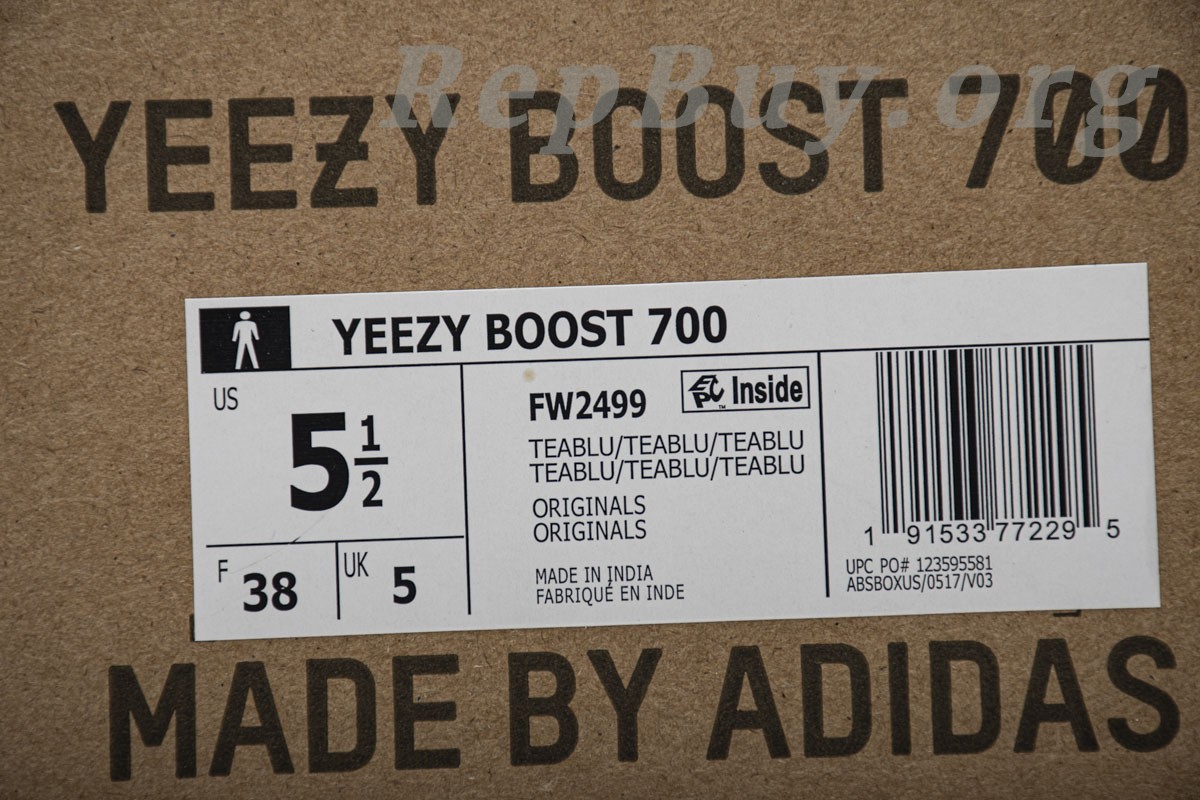 RepBuy.org
YEEZY BOOST 700
YEEZY BOOST 700
US
5 1/2
F 38
UK 5
FW2499
EPC™ Inside
TEABLU/TEABLU/TEABLU
TEABLU/TEABLU/TEABLU
ORIGINALS
ORIGINALS
MADE IN INDIA
FABRIQUÉ EN INDE
1 91533 77229 5
UPC PO# 123595581
ABSBOXUS/0517/V03
MADE BY ADIDAS